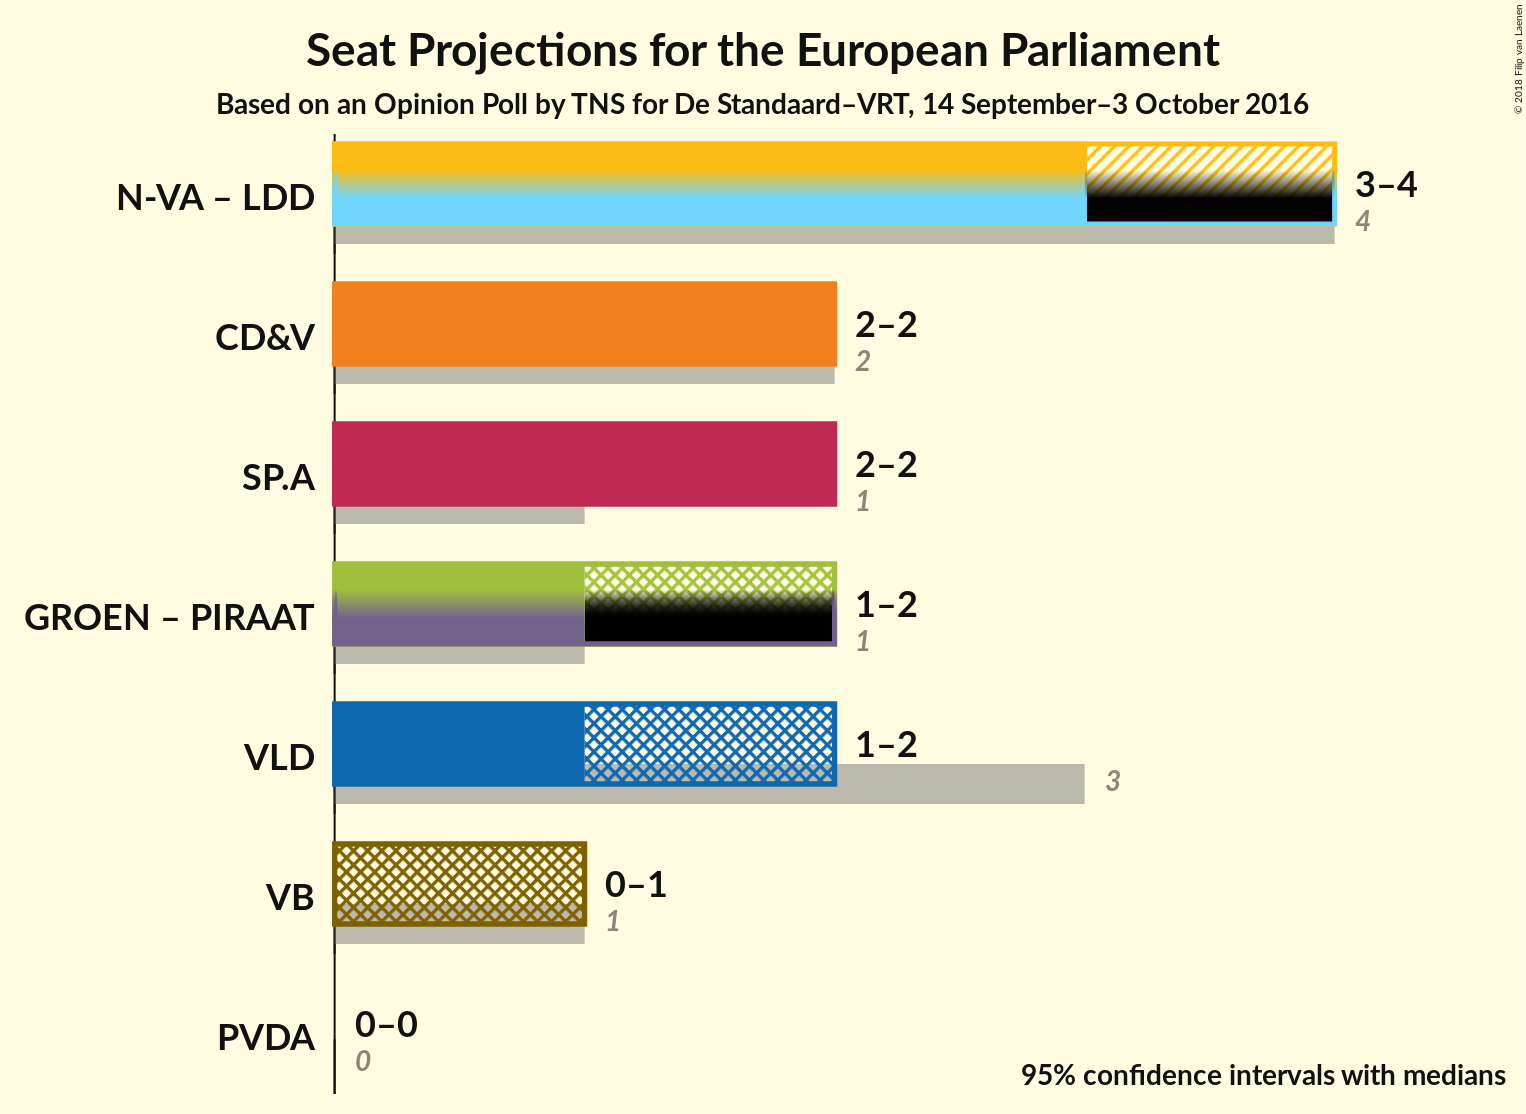 Seat Projections for the European Parliament
Based on an Opinion Poll by TNS for De Standaard–VRT, 14 September–3 October 2016
© 2018 Filip van Laenen
N-VA – LDD
3–4
4
CD&V
2–2
2
SP.A
2–2
1
GROEN – PIRAAT
1–2
1
VLD
1–2
3
VB
0–1
1
PVDA
0–0
0
95% confidence intervals with medians